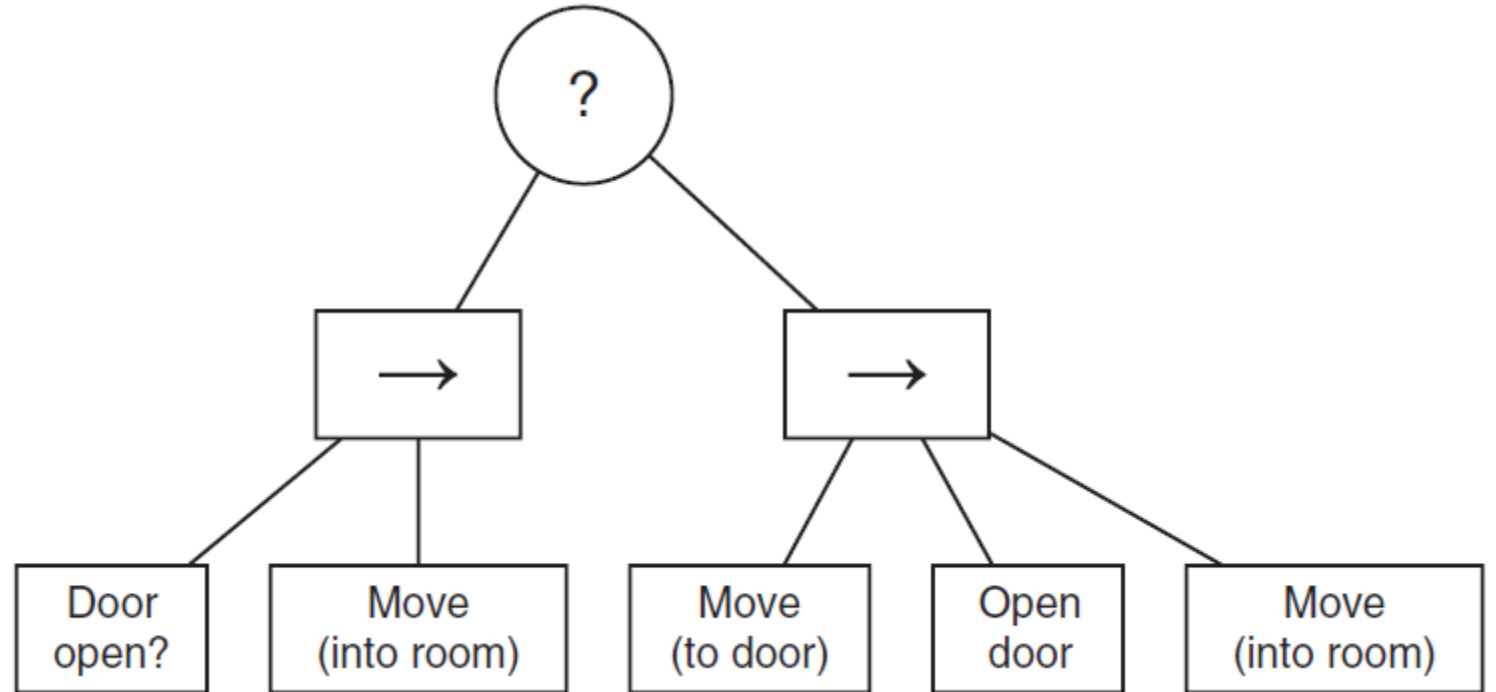 ?
→
→
Door
open?
Move
(into room)
Move
(to door)
Open
door
Move
(into room)